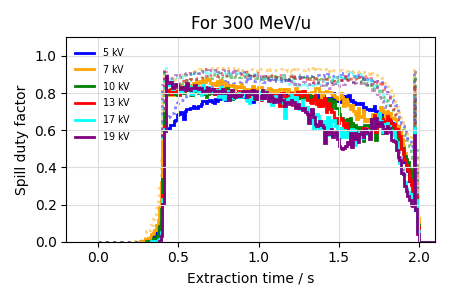 For 300 MeV/u
Spill duty factor
1.0
0.8
0.6
0.4
0.2
0.0
5 kV
7 kV
10 kV
13 kV
17 kV
19 kV
0.0 0.5 1.0 1.5 2.0
Extraction time / s